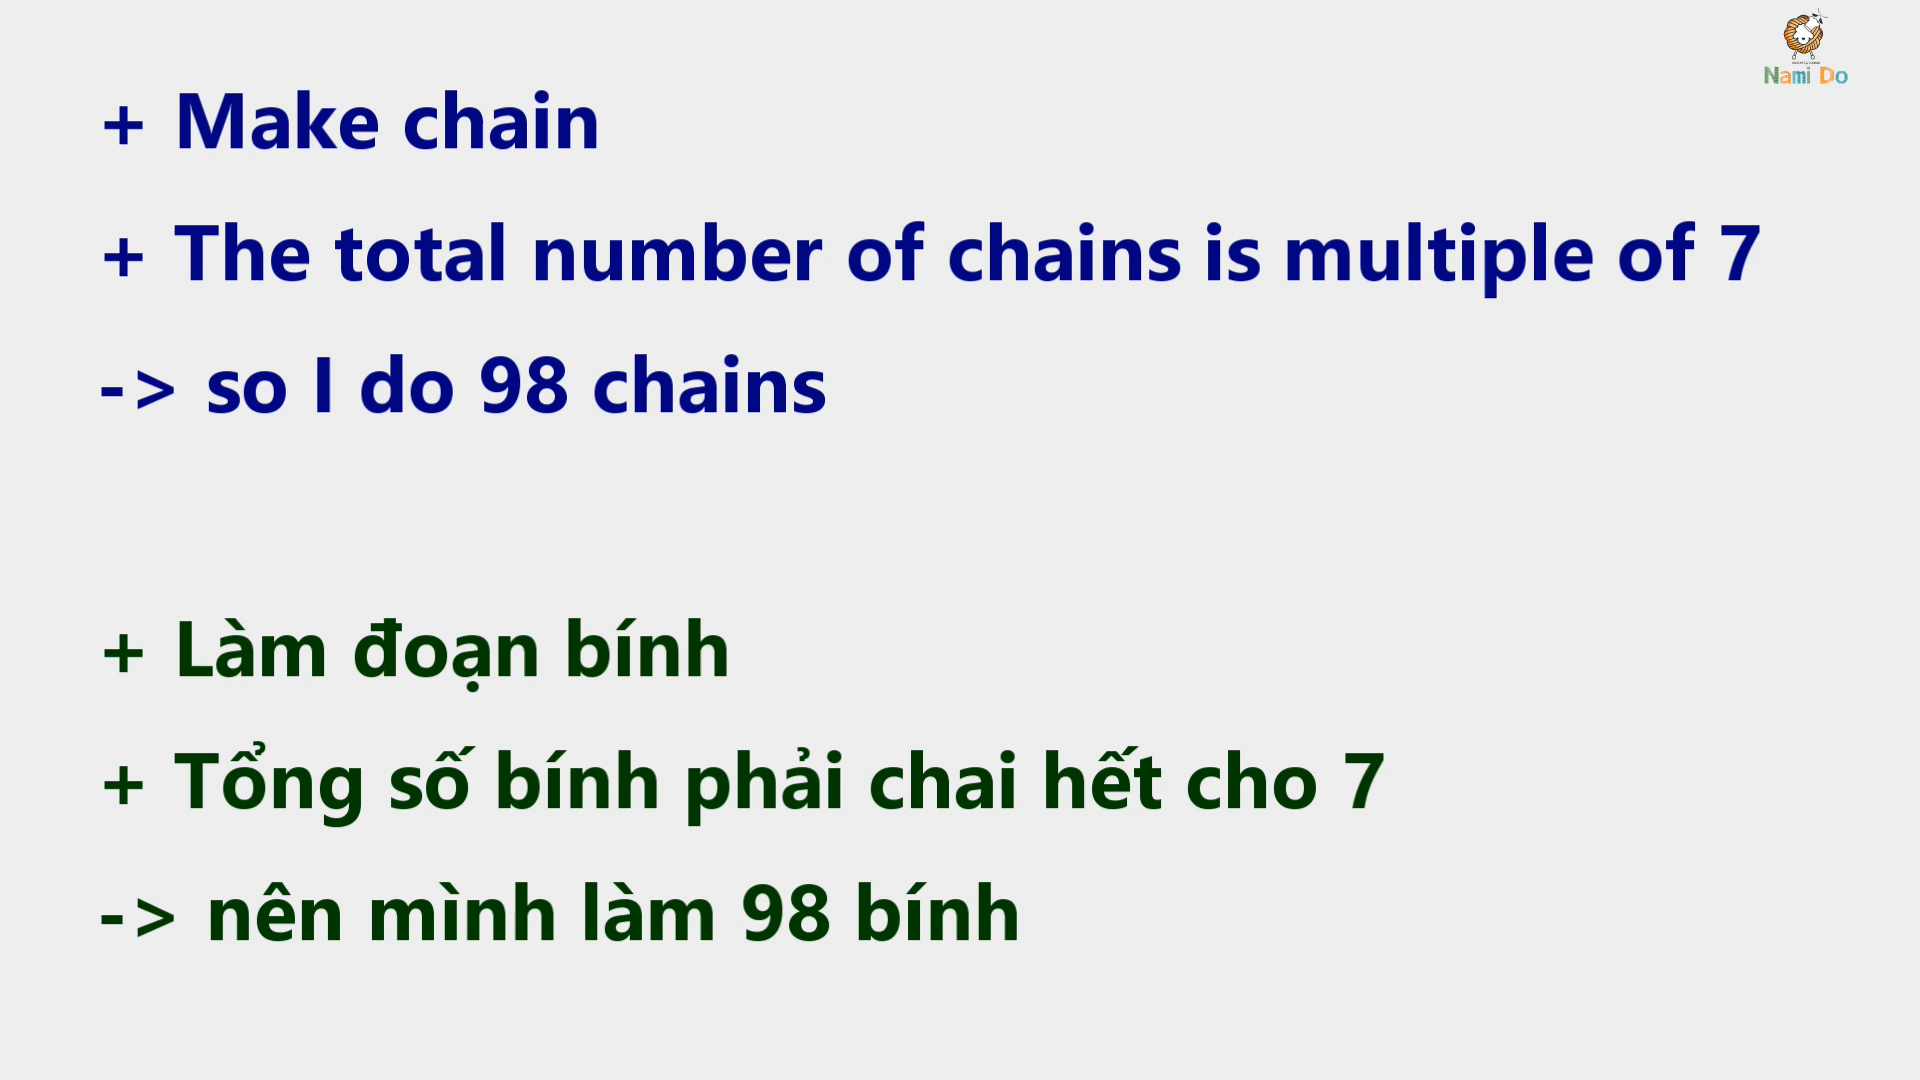 Nami Do
+ Make chain
+ The total number of chains is multiple of 7
-> so I do 98 chains
+ Làm đoạn bính
+ Tổng số bính phải chai hết cho 7
-> nên mình làm 98 bính